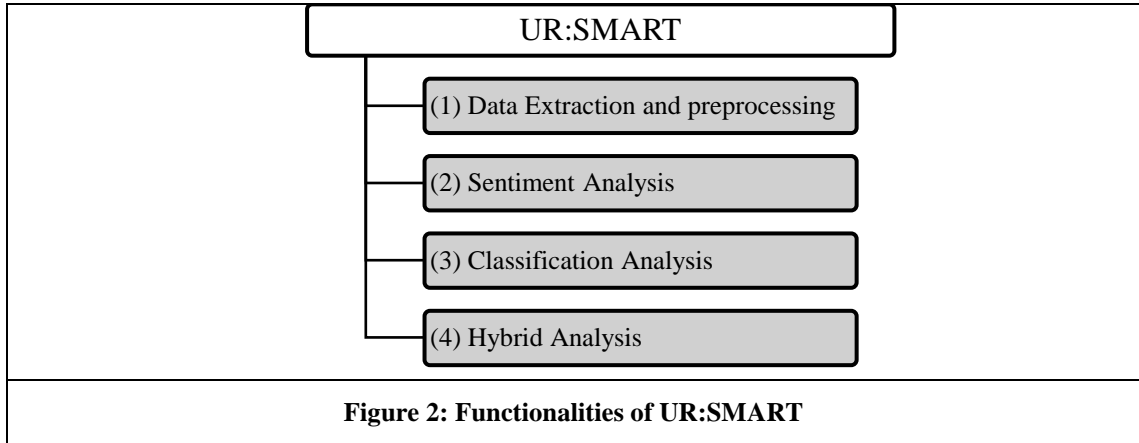 UR:SMART
(1) Data Extraction and preprocessing
(2) Sentiment Analysis
(3) Classification Analysis
(4) Hybrid Analysis
Figure 2: Functionalities of UR:SMART